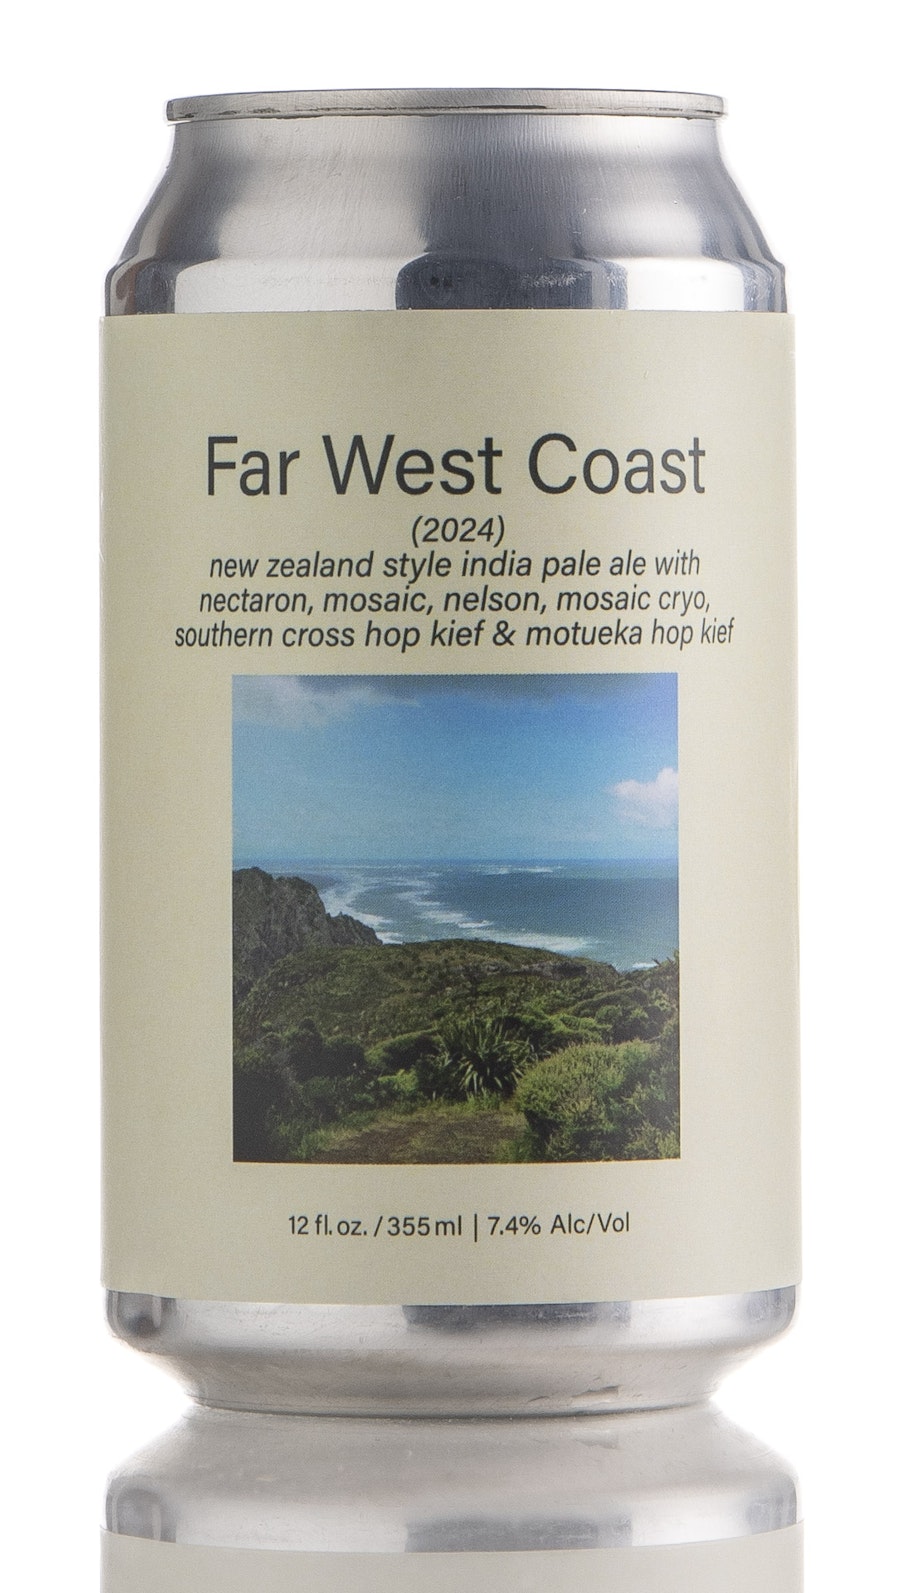 Far West Coast
(2024)
new zealand style india pale ale with
nectaron, mosaic, nelson, mosaic cryo,
southern cross hop kief & motueka hop kief
12 fl. oz. / 355 ml | 7.4% Alc/Vol